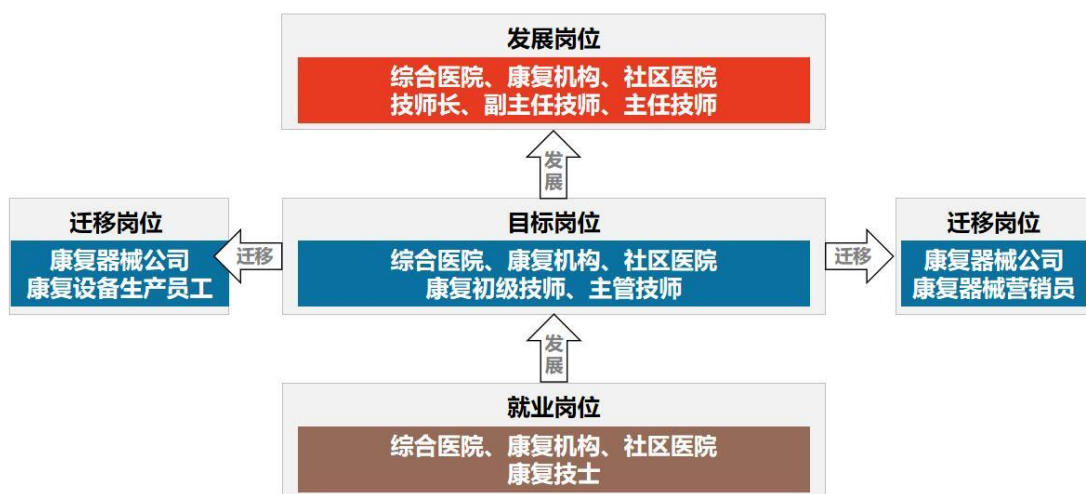 发展岗位
综合医院、康复机构、社区医院
技师长、副主任技师、主任技师
发展
迁移岗位
康复器械公司
康复设备生产员工
迁移
目标岗位
综合医院、康复机构、社区医院
康复初级技师、主管技师
迁移
迁移岗位
康复器械公司
康复器械营销员
发展
就业岗位
综合医院、康复机构、社区医院
康复技士